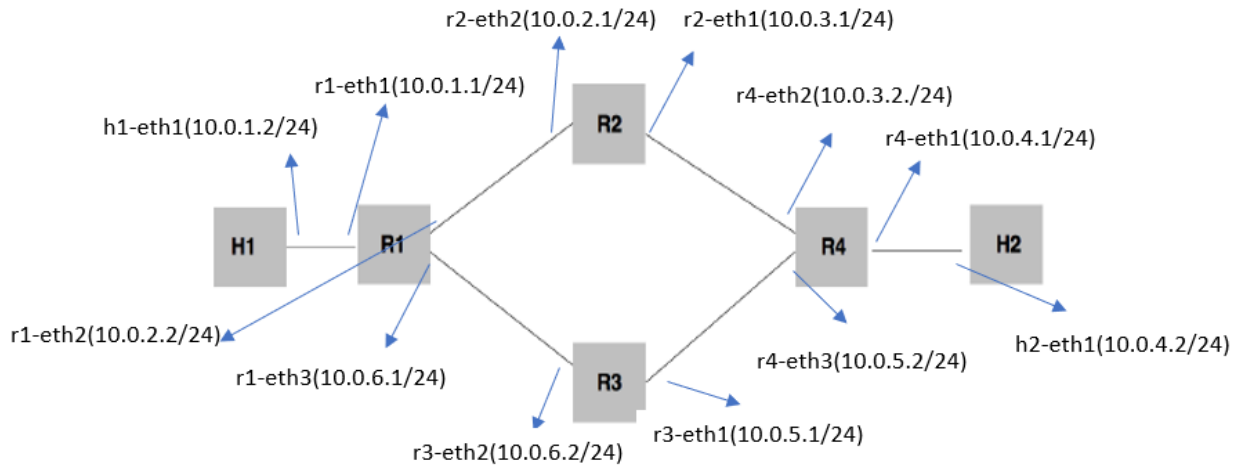 r2-eth2(10.0.2.1/24)
r2-eth1(10.0.3.1/24)
r1-eth1(10.0.1.1/24)
r4-eth2(10.0.3.2./24)
h1-eth1(10.0.1.2/24)
R2
r4-eth1(10.0.4.1/24)
H1
R1
R4
H2
r1-eth2(10.0.2.2/24)
h2-eth1(10.0.4.2/24)
r4-eth3(10.0.5.2/24)
r1-eth3(10.0.6.1/24)
R3
r3-eth1(10.0.5.1/24)
r3-eth2(10.0.6.2/24)